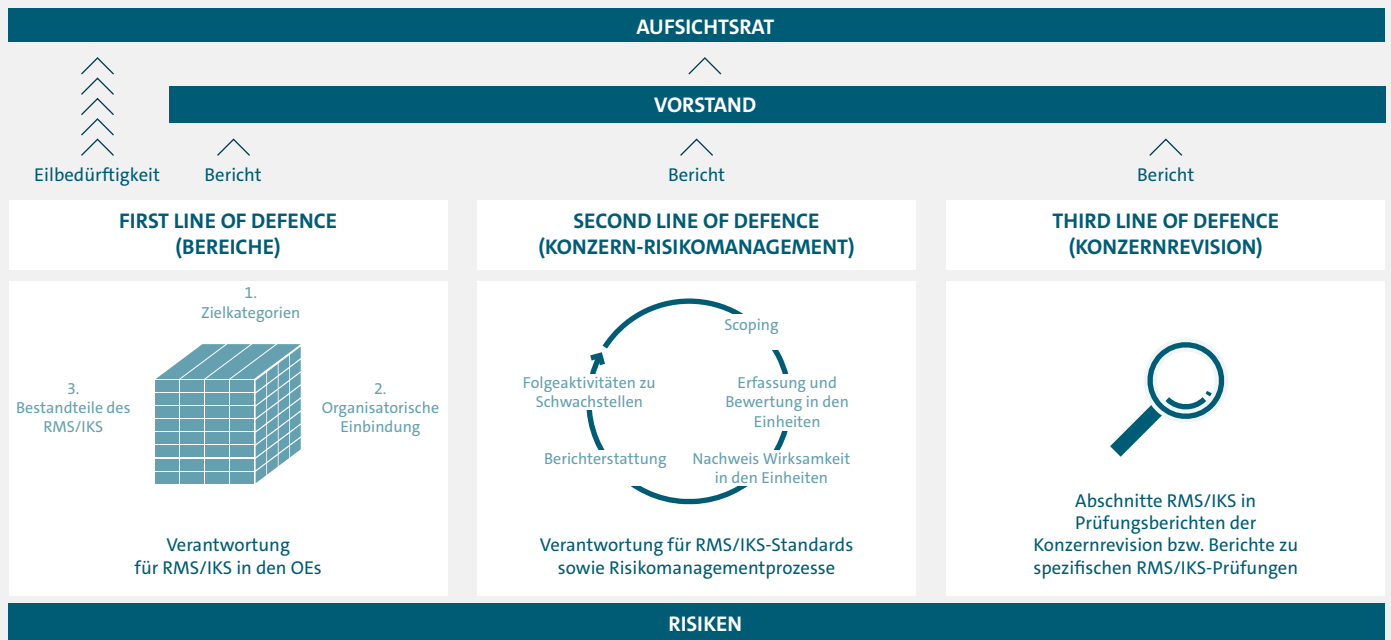 AUFSICHTSRAT
VORSTAND
Eilbedürftigkeit
Bericht
Bericht
Bericht
FIRST LINE OF DEFENCE
(BEREICHE)
1.
Zielkategorien
3.
Bestandteile des
RMS/IKS
2.
Organisatorische
Einbindung
Verantwortung
für RMS/IKS in den OEs
SECOND LINE OF DEFENCE
(KONZERN-RISIKOMANAGEMENT)
Scoping
Erfassung und
Bewertung in den
Einheiten
Nachweis Wirksamkeit
in den Einheiten
Berichterstattung
Folgeaktivitäten zu
Schwachstellen
Verantwortung für RMS/IKS-Standards
sowie Risikomanagementprozesse
THIRD LINE OF DEFENCE
(KONZERNREVISION)
Abschnitte RMS/IKS in
Prüfungsberichten der
Konzernrevision bzw. Berichte zu
spezifischen RMS/IKS-Prüfungen
RISIKEN